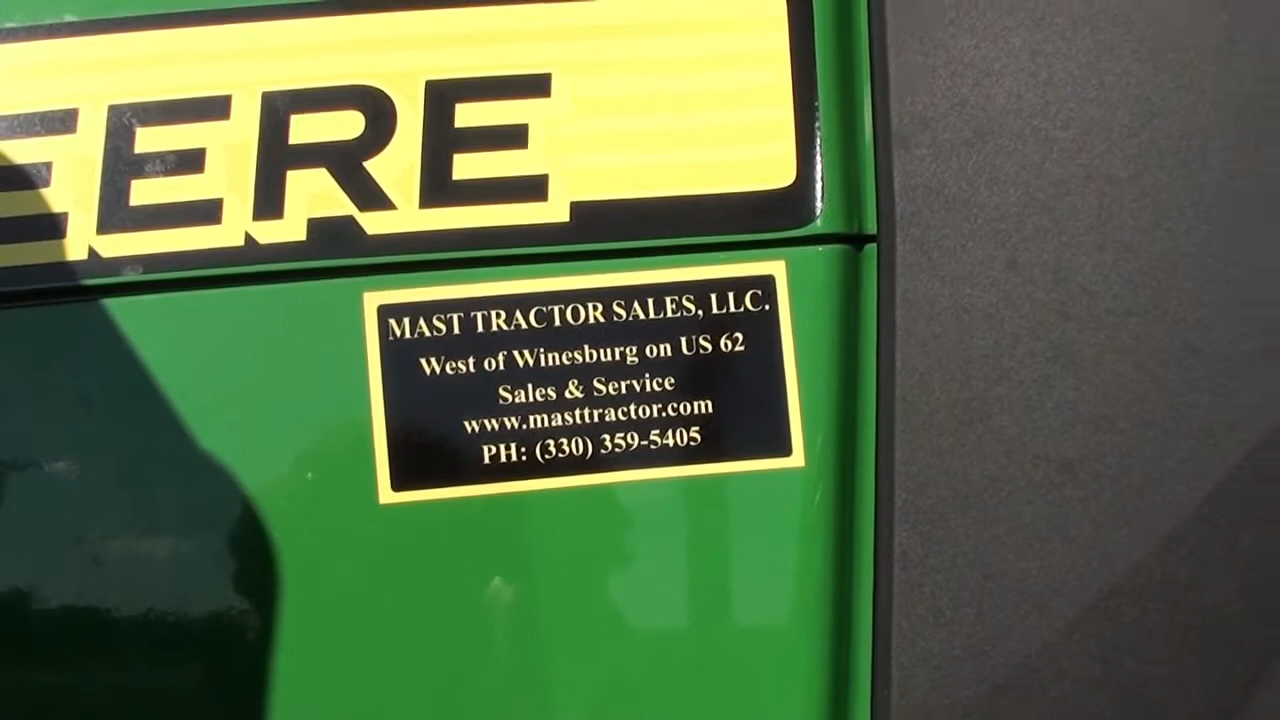 EERE
MAST TRACTOR SALES, LLC.
West of Winesburg on US 62
Sales & Service
www.masttractor.com
PH: (330) 359-5405